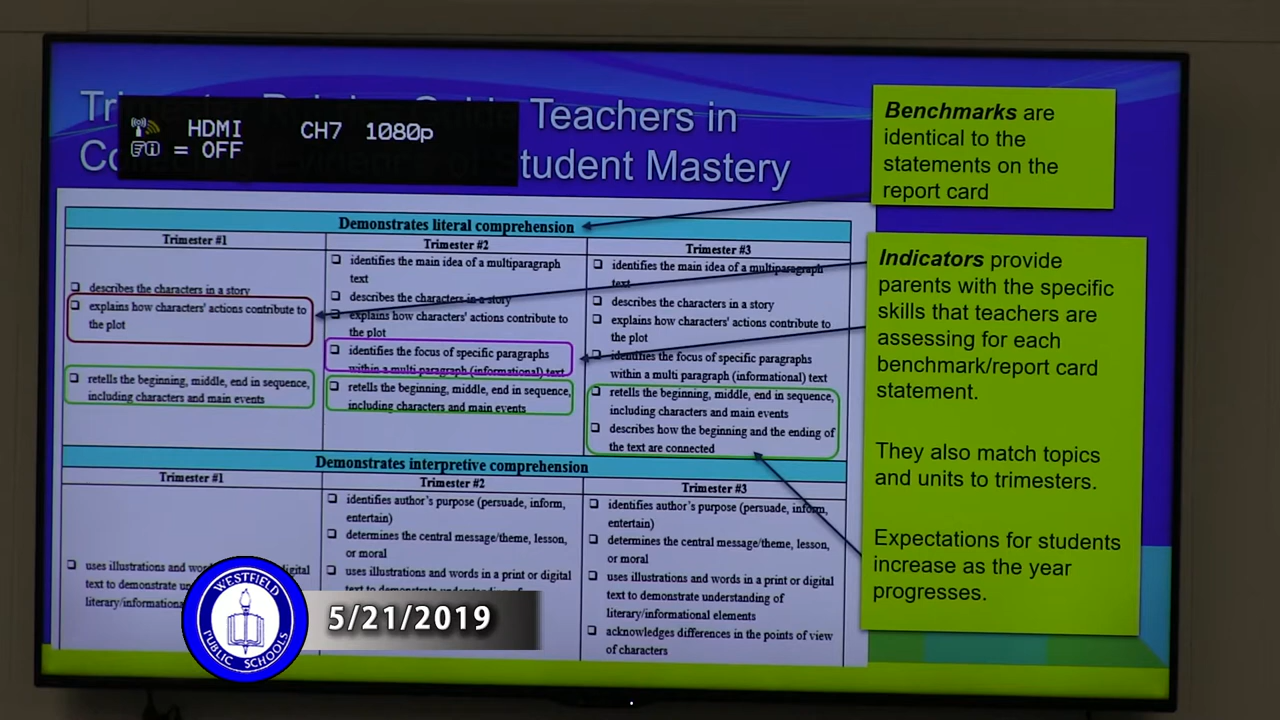 Teachers in
Student Mastery
HDMI CH7 1080p
= OFF
Benchmarks are
identical to the
statements on the
report card
Demonstrates literal comprehension
Trimester #1
describes the characters in a story
explains how characters' actions contribute to
the plot
retells the beginning, middle, end in sequence,
including characters and main events
Trimester #2
identifies the main idea of a multiparagraph
text
describes the characters in a story
explains how characters' actions contribute to
the plot
identifies the focus of specific paragraphs
within a multi paragraph (informational) text
retells the beginning, middle, end in sequence,
including characters and main events
Trimester #3
identifies the main idea of a multiparagraph
text
describes the characters in a story
explains how characters' actions contribute to
the plot
identifies the focus of specific paragraphs
within a multi paragraph (informational) text
retells the beginning, middle, end in sequence,
including characters and main events
describes how the beginning and the ending of
the text are connected
Indicators provide
parents with the specific
skills that teachers are
assessing for each
benchmark/report card
statement.
They also match topics
and units to trimesters.
Expectations for students
increase as the year
progresses.
Demonstrates interpretive comprehension
Trimester #1
uses illustrations and digital
text to demonstrate
literary/informational
Trimester #2
identifies author's purpose (persuade, inform,
entertain)
determines the central message/theme, lesson,
or moral
uses illustrations and words in a print or digital
text to demonstrate understanding of
Trimester #3
identifies author's purpose (persuade, inform,
entertain)
determines the central message/theme, lesson,
or moral
uses illustrations and words in a print or digital
text to demonstrate understanding of
literary/informational elements
acknowledges differences in the points of view
of characters
WESTFIELD
PUBLIC SCHOOLS
5/21/2019